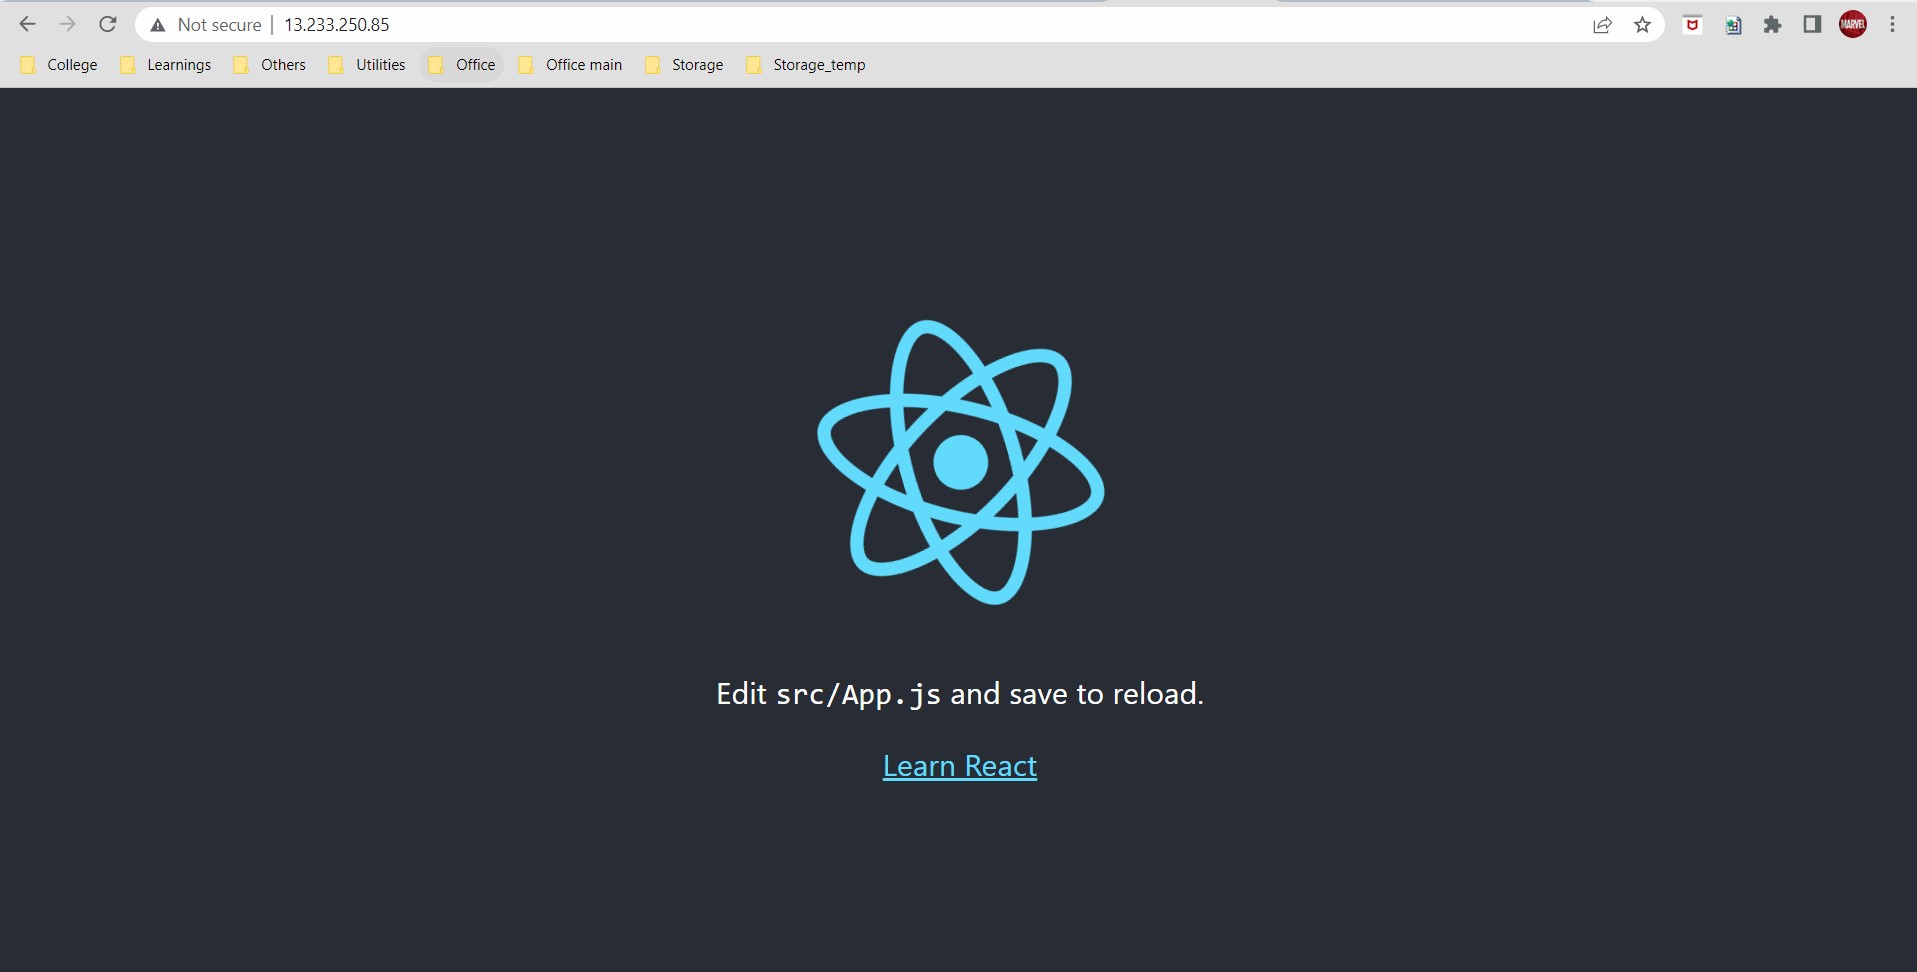 Not secure | 13.233.250.85
MARVEL
College Learnings Others Utilities Office Office main Storage Storage_temp
Edit src/App.js and save to reload.
Learn React